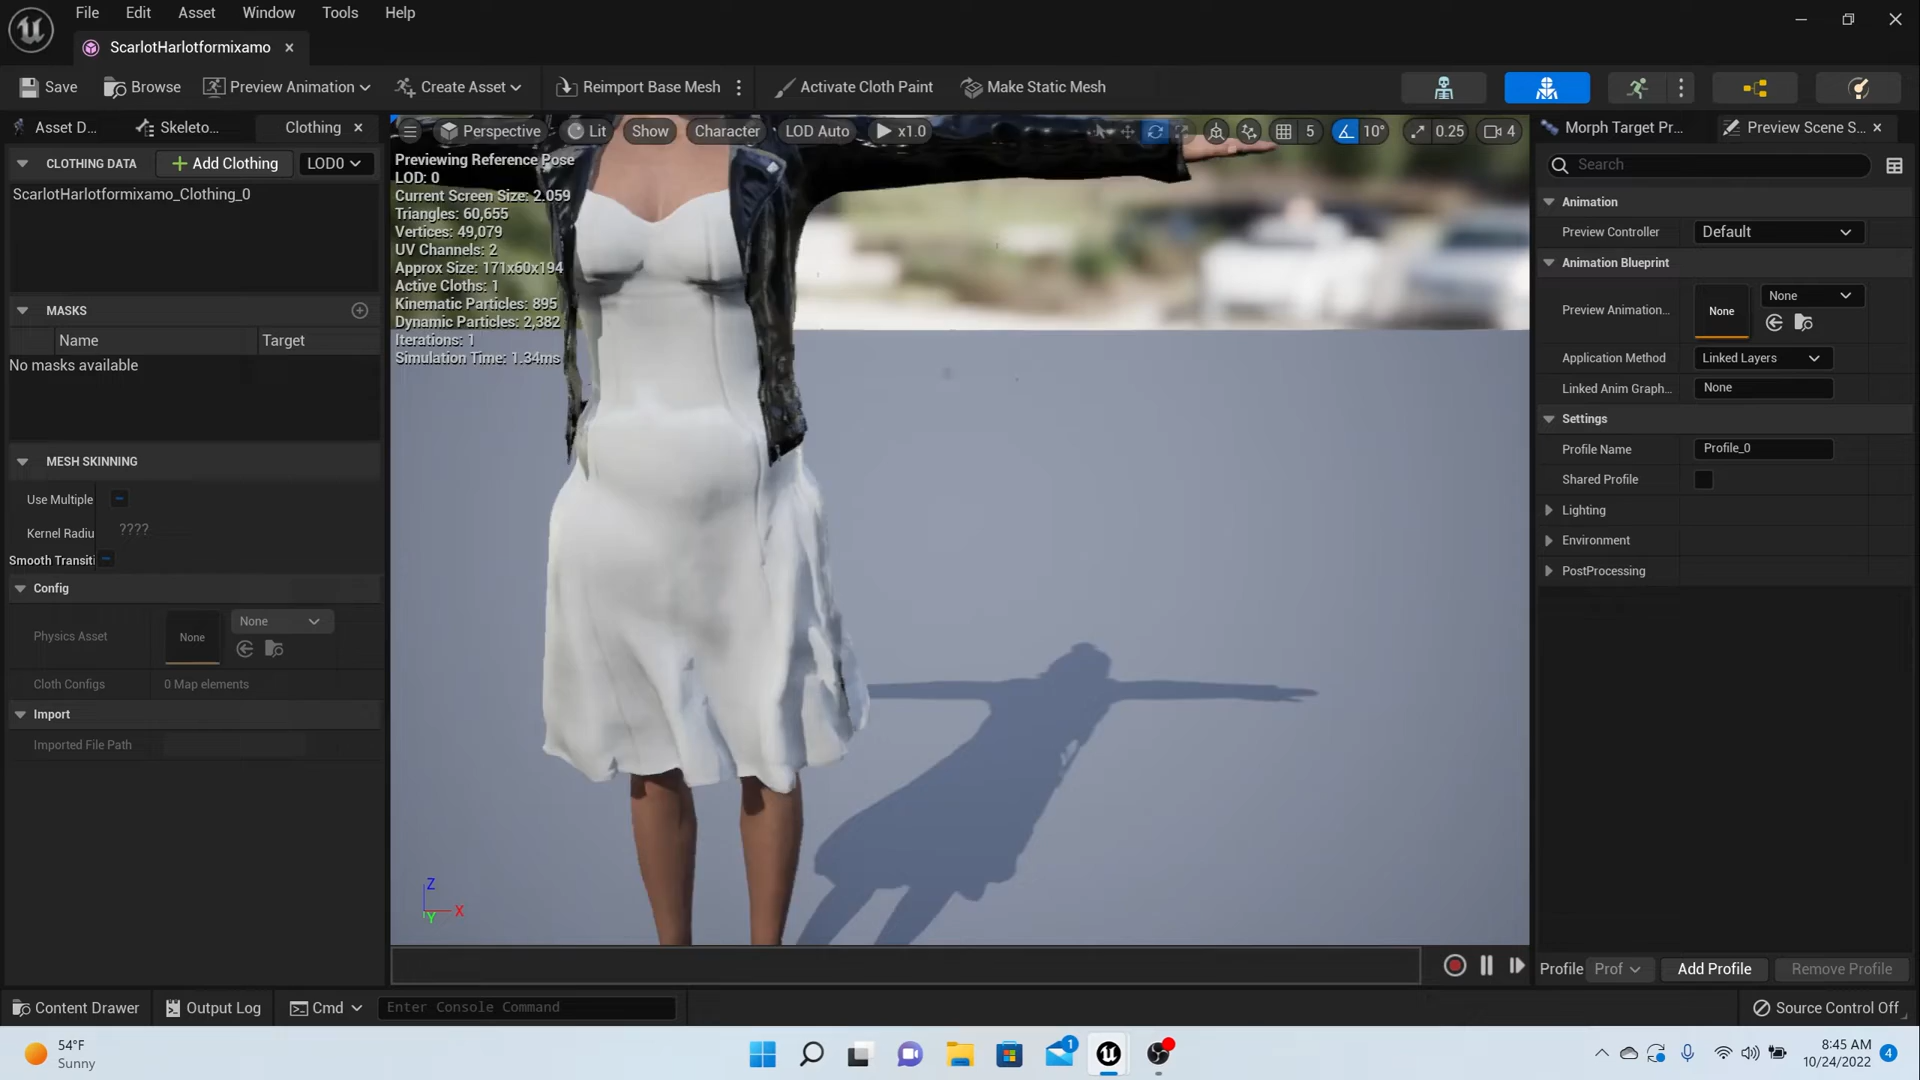 File Edit Asset Window Tools Help
ScarlotHarlotformixamo
Save Browse Preview Animation Create Asset Reimport Base Mesh Activate Cloth Paint Make Static Mesh
Asset D... Skeleto... Clothing
CLOTHING DATA Add Clothing LOD0
ScarlotHarlotformixamo_Clothing_0
MASKS
Name Target
No masks available
MESH SKINNING
Use Multiple
Kernel Radiu ????
Smooth Transiti
Config
Physics Asset None None
Cloth Configs 0 Map elements
Import
Imported File Path
Perspective Lit Show Character LOD Auto x1.0 5 10° 0.25 4
Previewing Reference Pose
LOD: 0
Current Screen Size: 2.059
Triangles: 60,655
Vertices: 49,079
UV Channels: 2
Approx Size: 171x60x194
Active Cloths: 1
Kinematic Particles: 895
Dynamic Particles: 2,382
Iterations: 1
Simulation Time: 1.34ms
Z
X
Y
Morph Target Pr... Preview Scene S...
Search
Animation
Preview Controller Default
Animation Blueprint
Preview Animation... None None
Application Method Linked Layers
Linked Anim Graph... None
Settings
Profile Name Profile_0
Shared Profile
Lighting
Environment
PostProcessing
Profile Prof Add Profile Remove Profile
Content Drawer Output Log Cmd Enter Console Command Source Control Off
54°F
Sunny
1
8:45 AM
10/24/2022
4